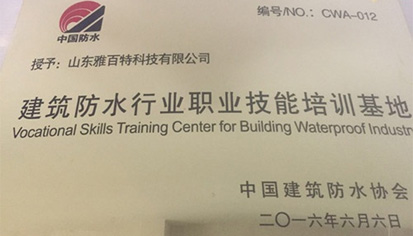 中国防水
编号/NO.: CWA-012
授予: 山东雅百特科技有限公司
建筑防水行业职业技能培训基地
Vocational Skills Training Center for Building Waterproof Industry
中国建筑防水协会
二〇一六年六月六日